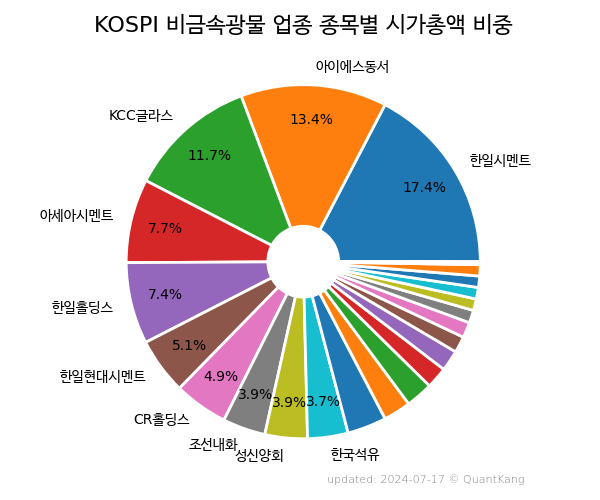 KOSPI 비금속광물 업종 종목별 시가총액 비중
아이에스동서
KCC글라스
13.4%
11.7%
한일시멘트
17.4%
아세아시멘트
7.7%
한일홀딩스
7.4%
한일현대시멘트
5.1%
4.9%
CR홀딩스
3.9%
3.9%
3.7%
조선내화
성신양회
한국석유
updated: 2024-07-17 © QuantKang